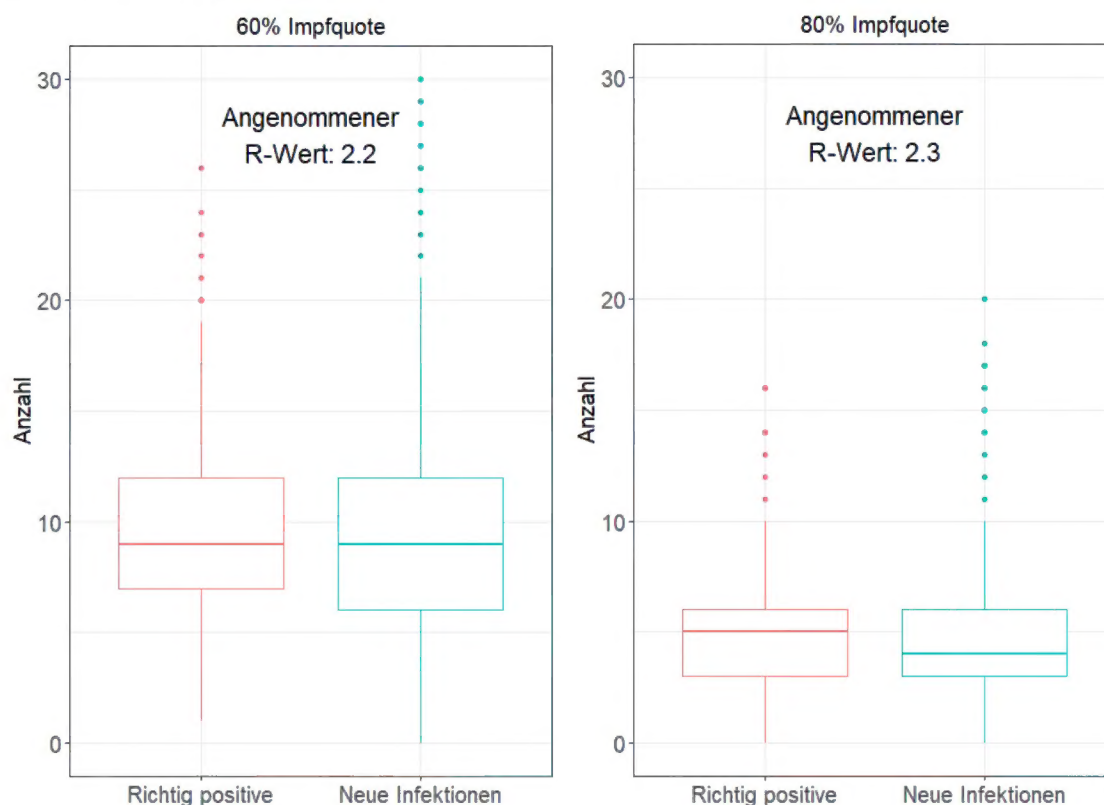 60% Impfquote
30
20
10
0
Anzahl
Angenommener
R-Wert: 2.2
Richtig positive
Neue Infektionen
80% Impfquote
30
20
10
0
Anzahl
Angenommener
R-Wert: 2.3
Richtig positive
Neue Infektionen